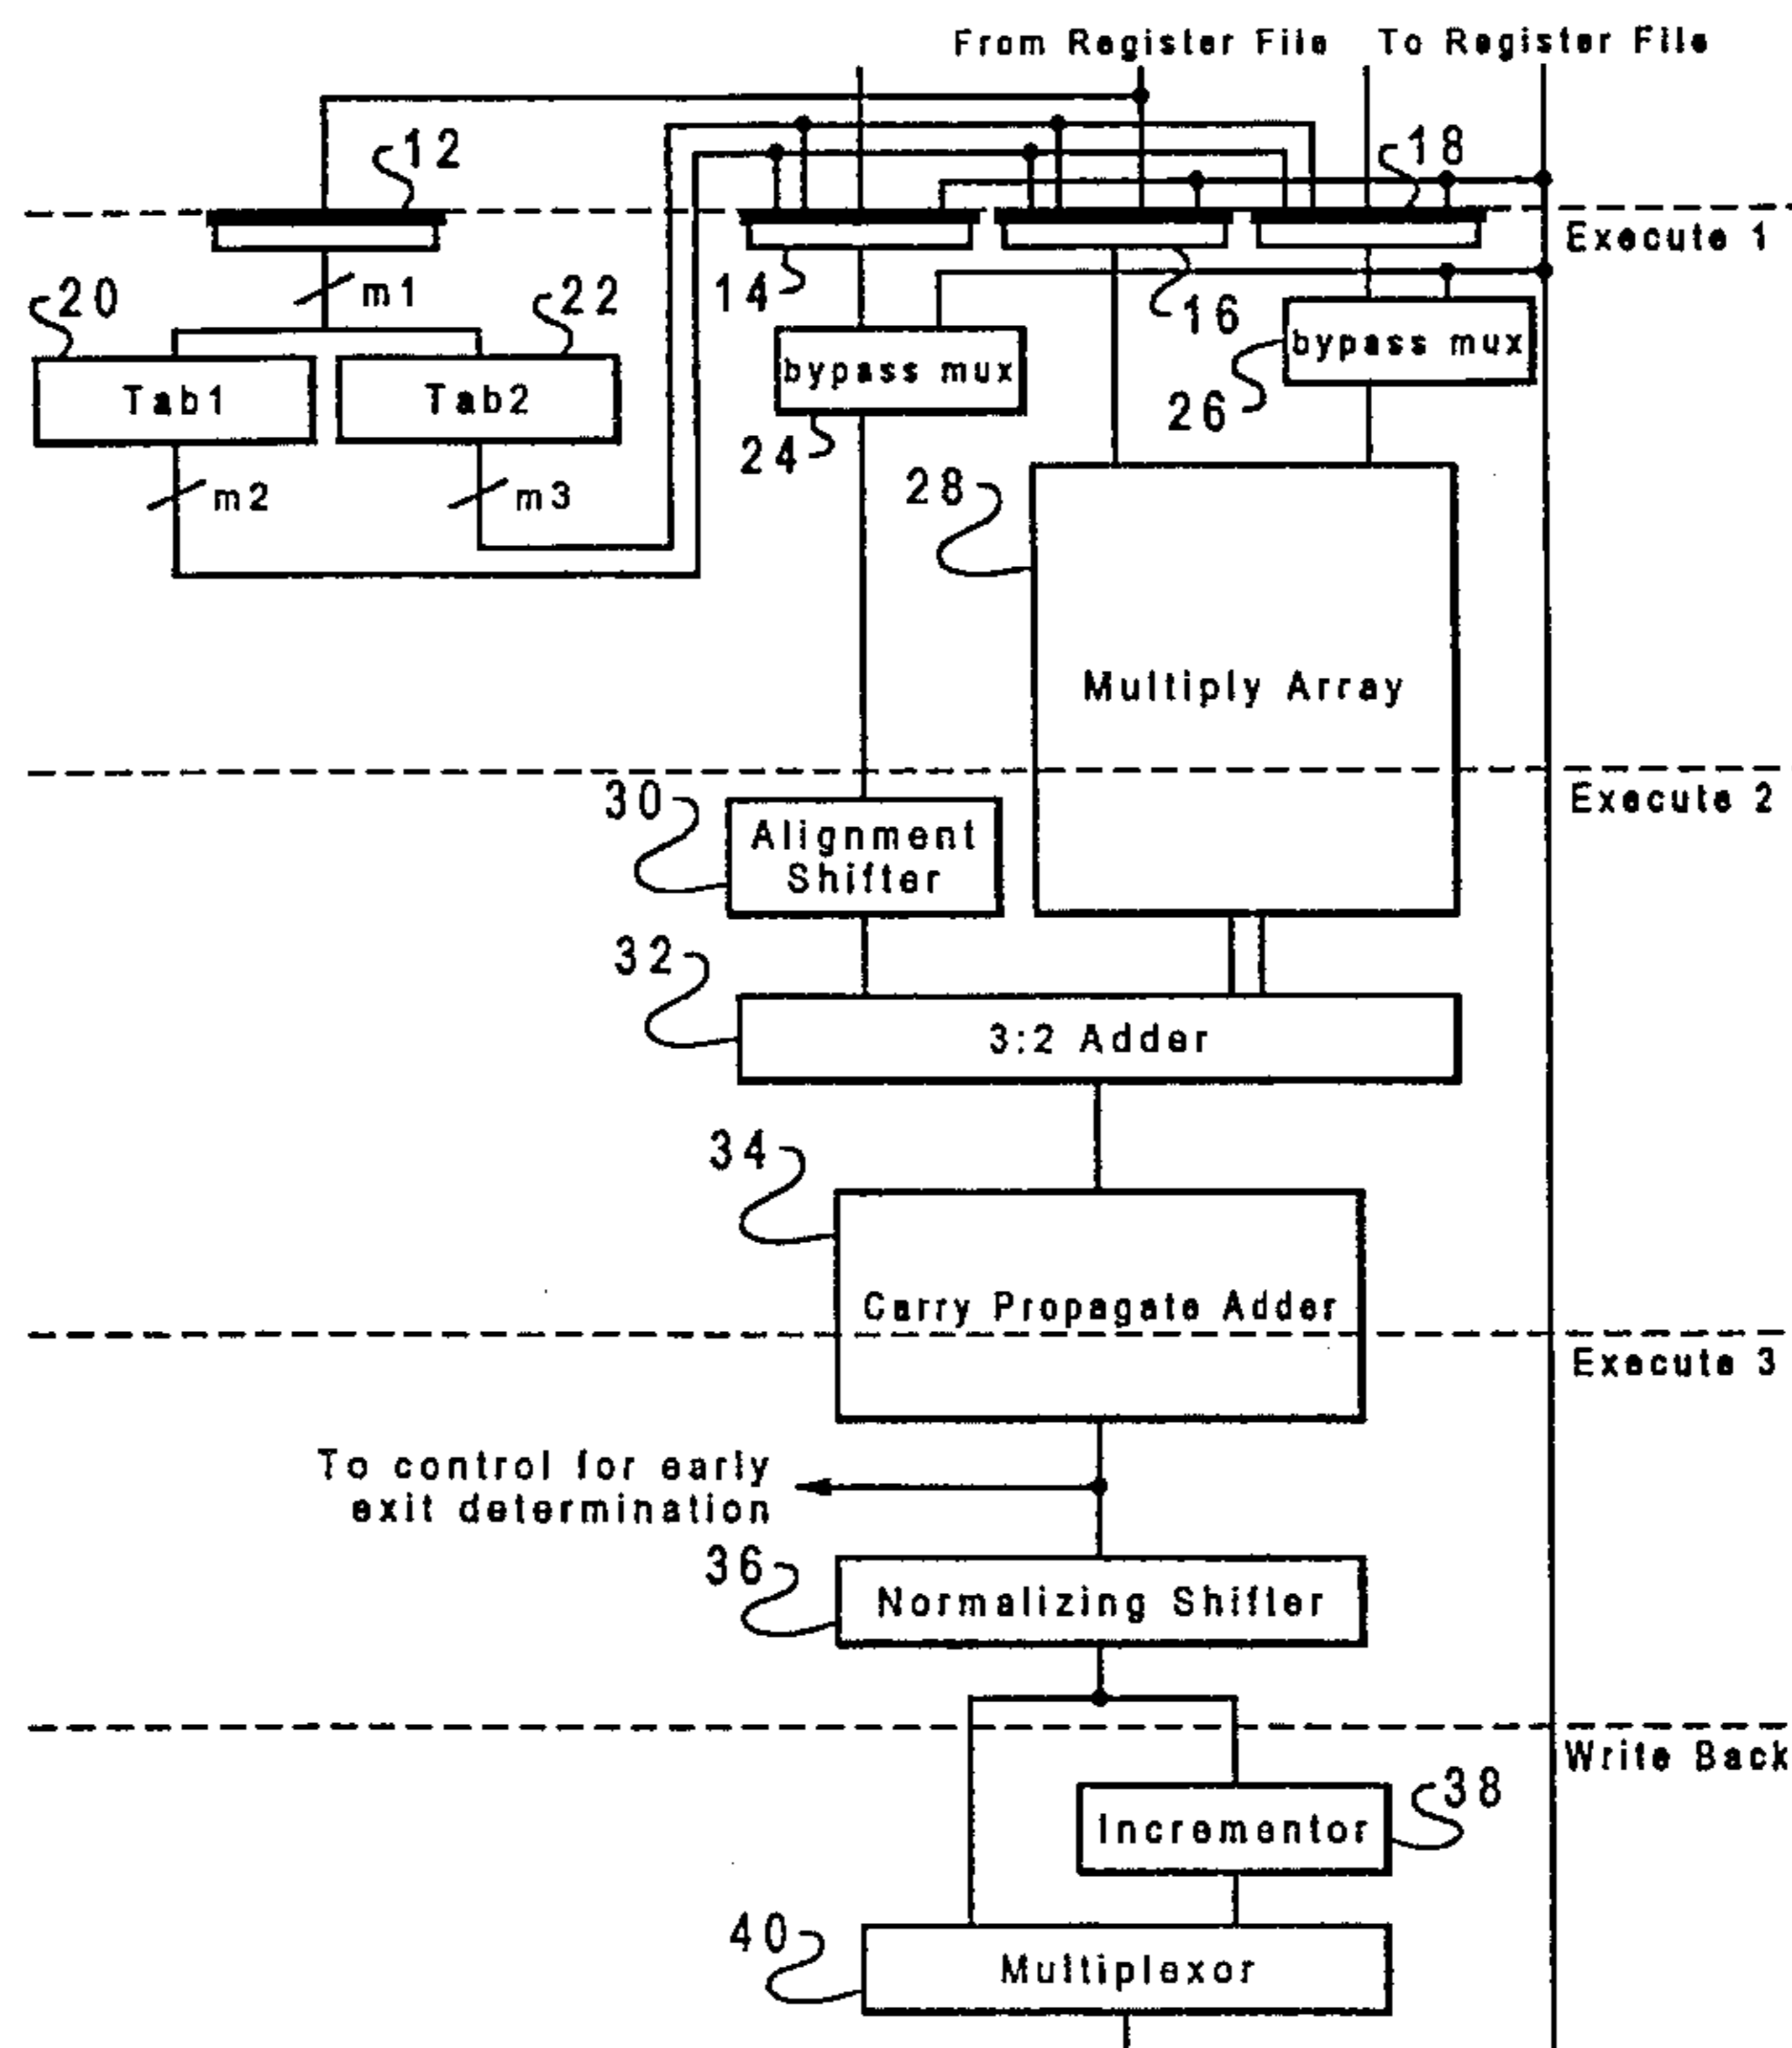 From Register File To Register File
12
18
Execute 1
14
16
m1
20
22
bypass mux
bypass mux
Tab1
Tab2
24
26
m2
m3
28
Multiply Array
30
Execute 2
Alignment
Shifter
32
3:2 Adder
34
Carry Propagate Adder
Execute 3
To control for early
exit determination
36
Normalizing Shifter
Write Back
38
Incrementor
40
Multiplexor